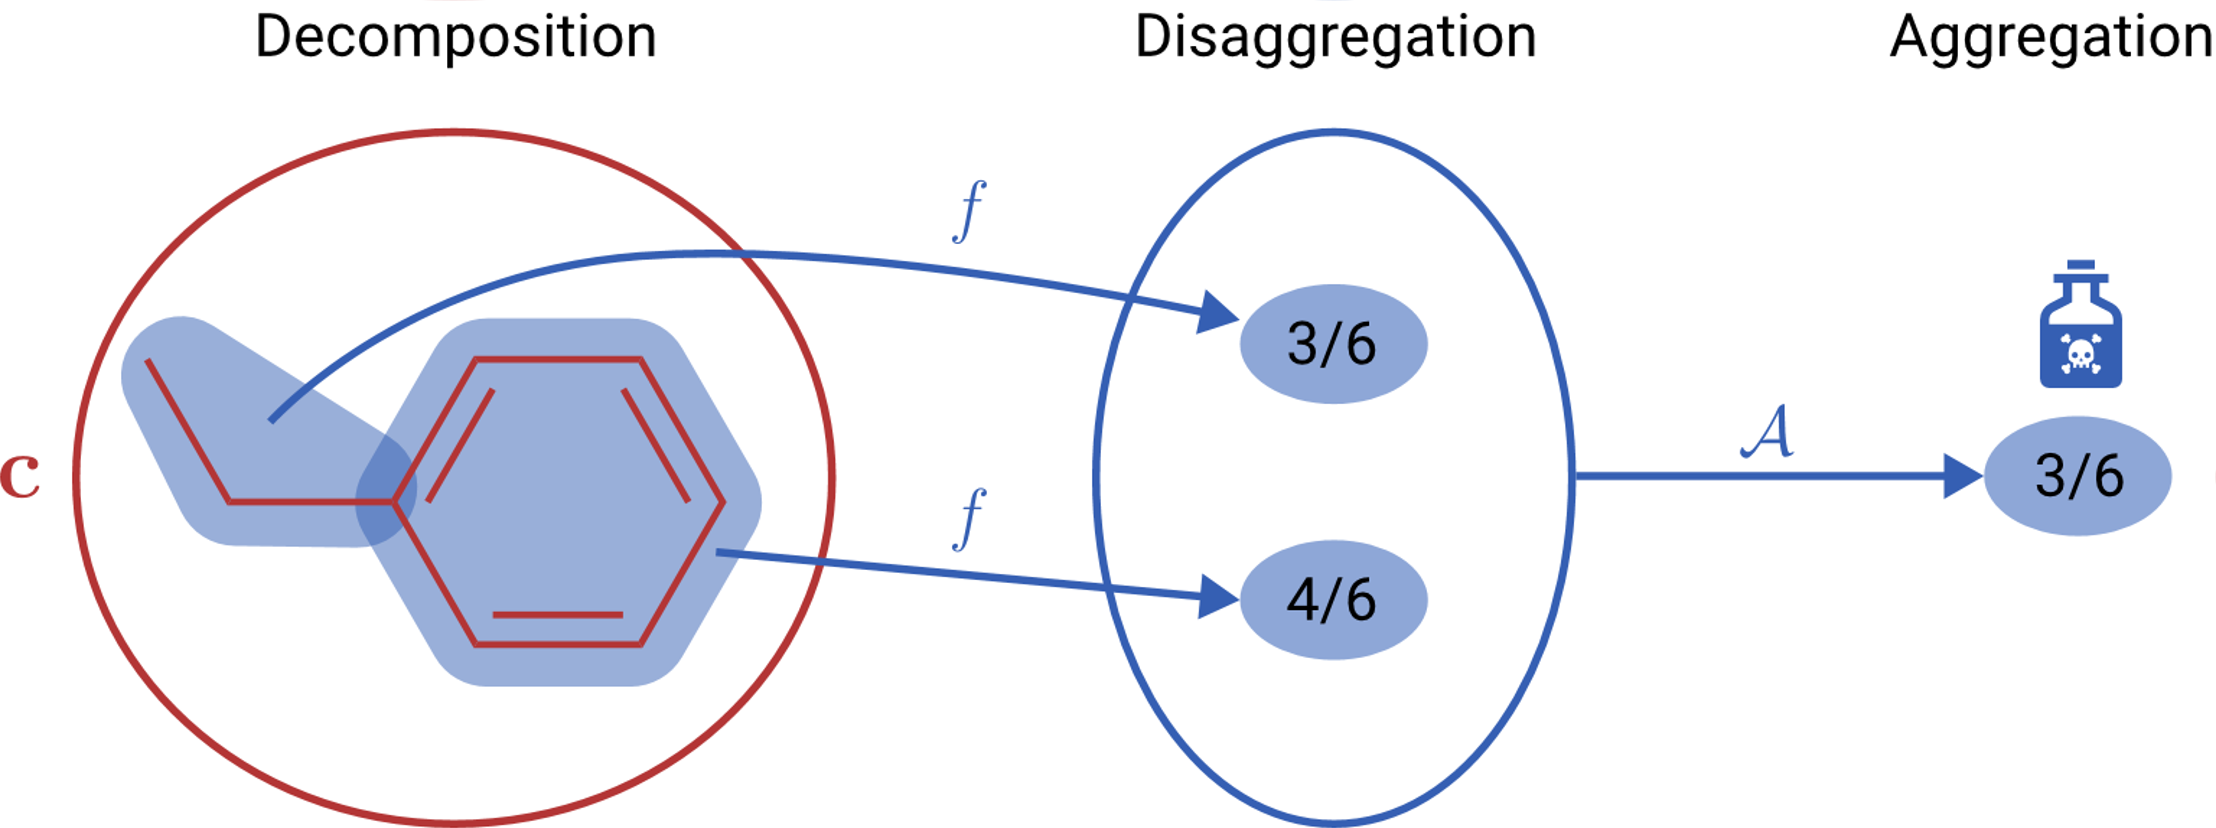 Decomposition Disaggregation Aggregation
f
3/6
A
C
3/6
f
4/6